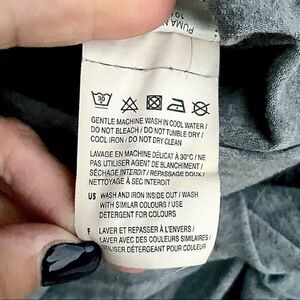 PUMA
30
GENTLE MACHINE WASH IN COOL WATER /
DO NOT BLEACH / DO NOT TUMBLE DRY /
COOL IRON / DO NOT DRY CLEAN
LAVAGE EN MACHINE DÉLICAT À 30°C / NE
PAS UTILISER AGENT DE BLANCHIMENT /
SÉCHAGE INTERDIT / REPASSAGE DOUX /
NETTOYAGE À SEC INTERDIT
US WASH AND IRON INSIDE OUT / WASH
WITH SIMILAR COLOURS / USE
DETERGENT FOR COLOURS
F LAVER ET REPASSER À L'ENVERS /
LAVER AVEC DES COULEURS SIMILAIRES /
UTILISER DÉTERGENT POUR COULEURS